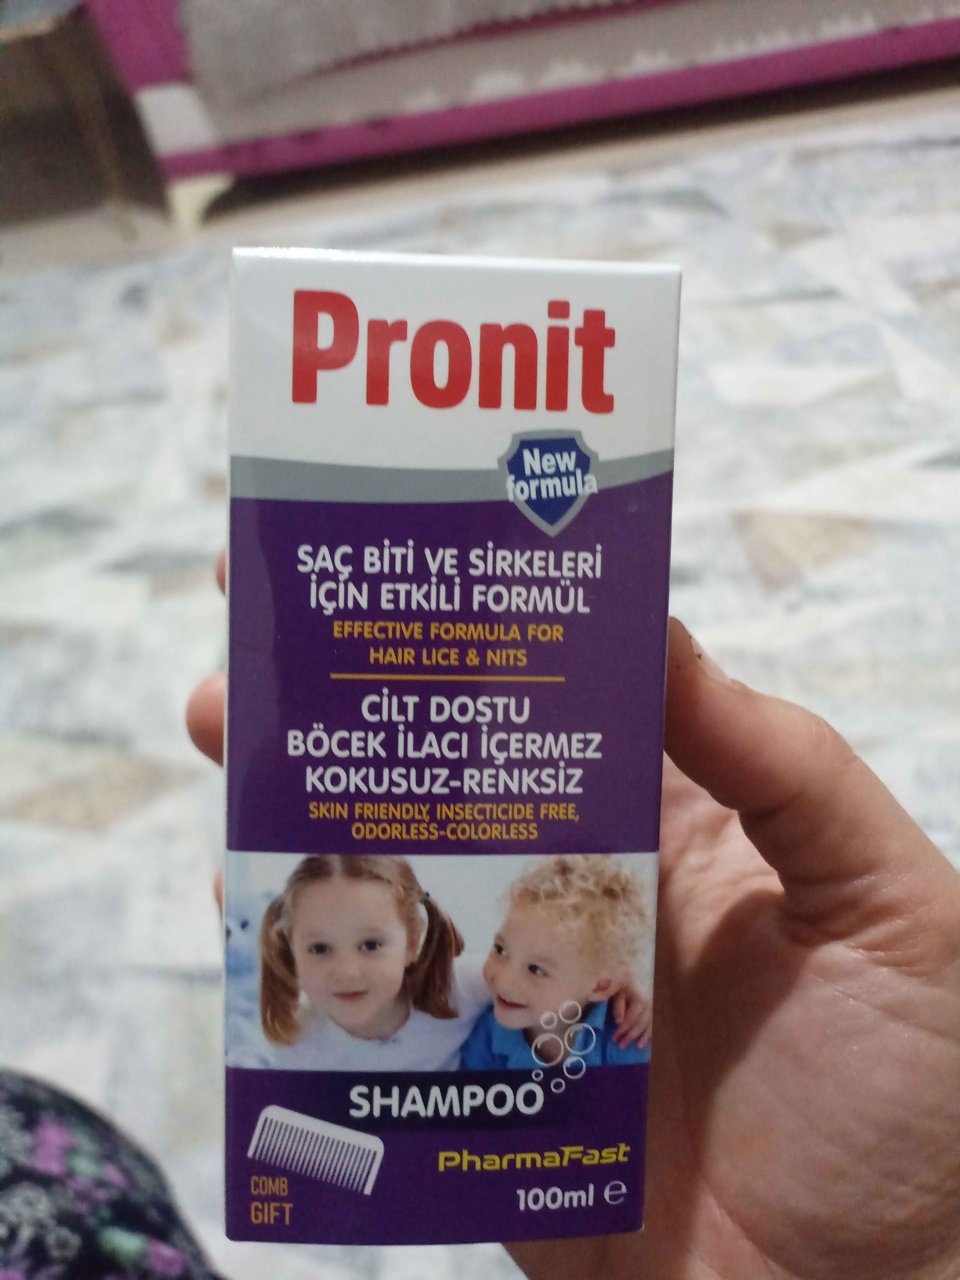 Pronit
New
formula
SAÇ BİTİ VE SİRKELERİ
İÇİN ETKİLİ FORMÜL
EFFECTIVE FORMULA FOR
HAIR LICE & NITS
CİLT DOSTU
BÖCEK İLACI İÇERMEZ
KOKUSUZ-RENKSİZ
SKIN FRIENDLY, INSECTICIDE FREE,
ODORLESS-COLORLESS
SHAMPOO
PharmaFast
COMB
GIFT
100ml ℮